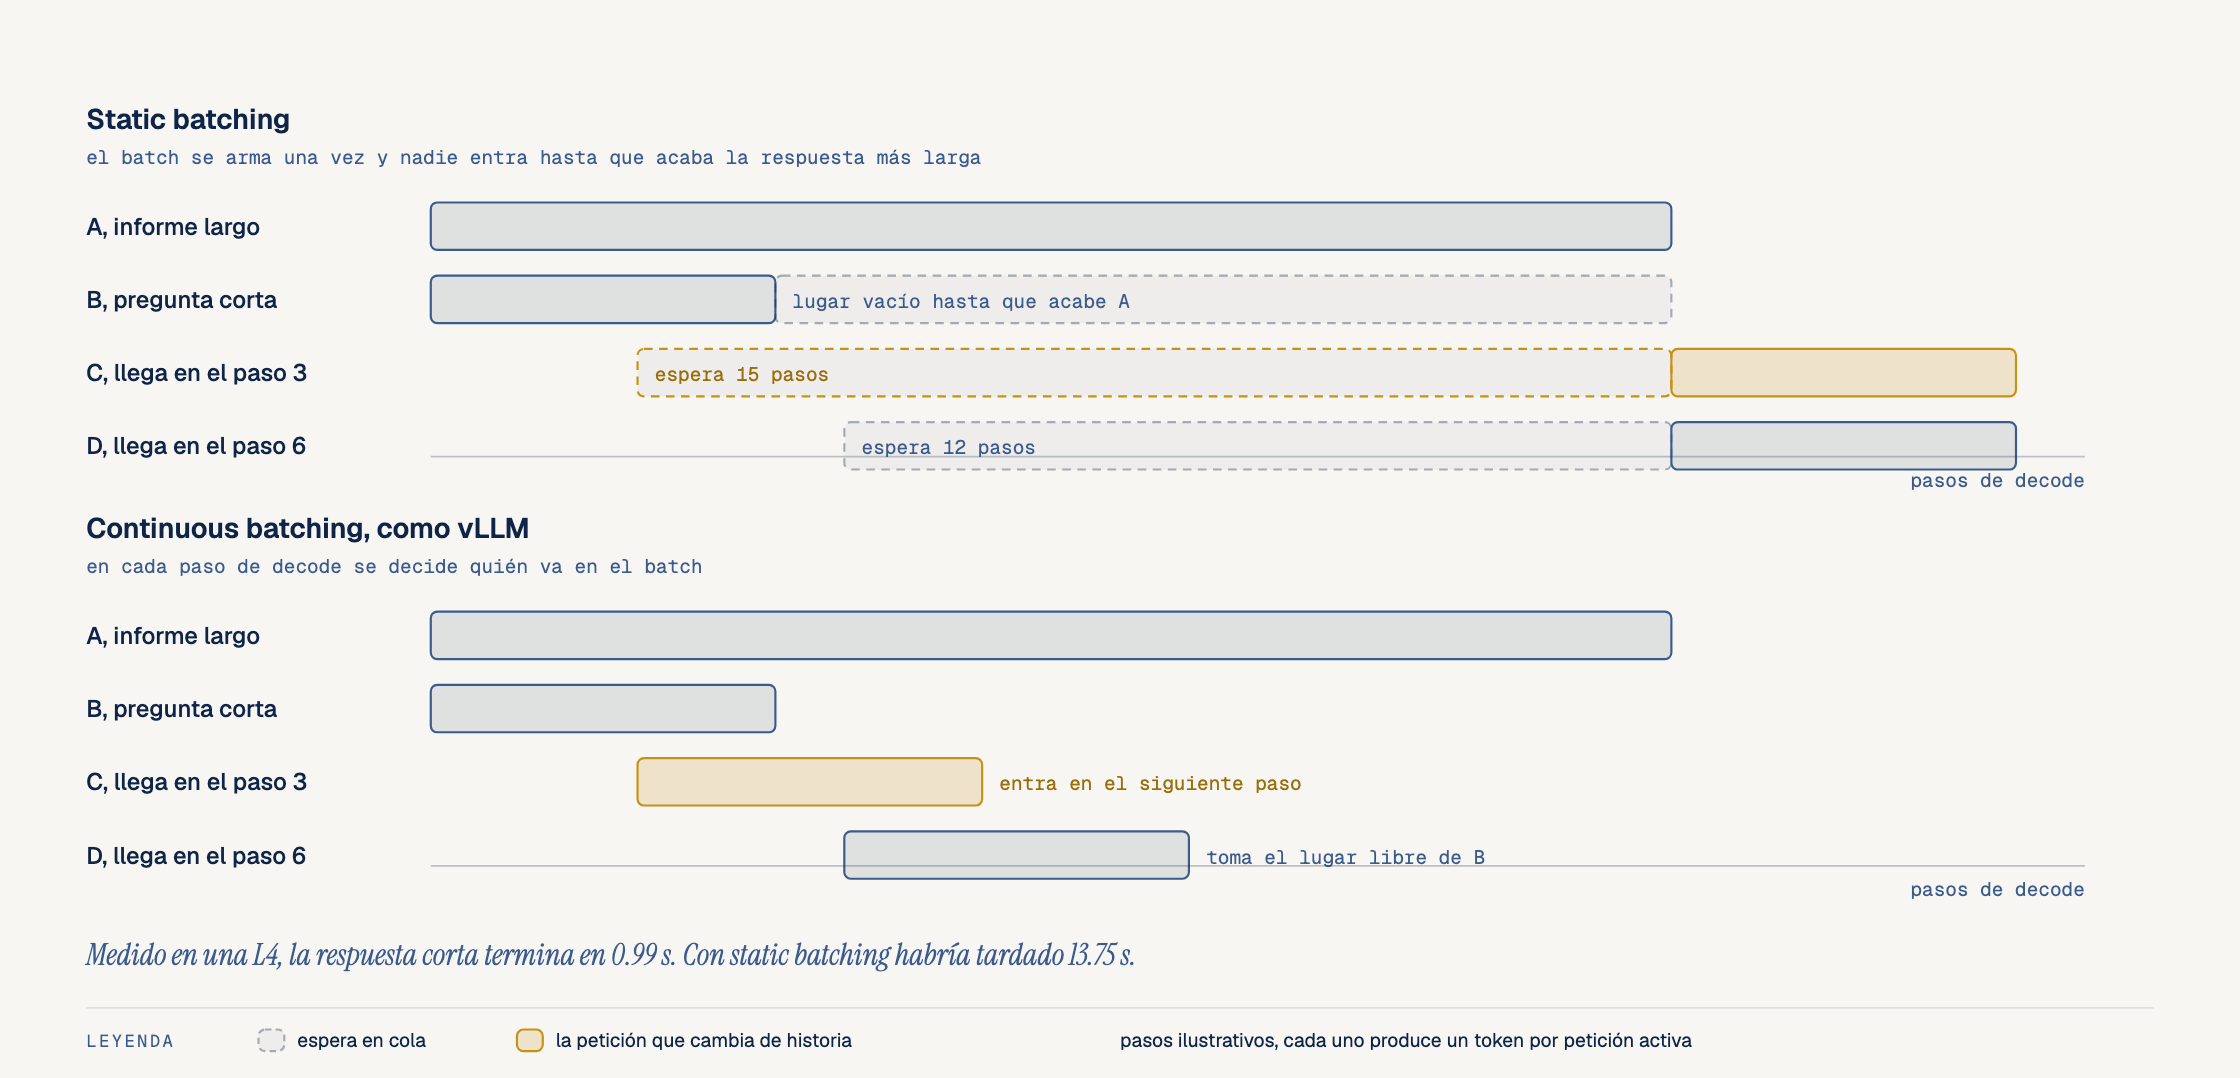 Static batching
el batch se arma una vez y nadie entra hasta que acaba la respuesta más larga
A, informe largo
B, pregunta corta
lugar vacío hasta que acabe A
C, llega en el paso 3
espera 15 pasos
D, llega en el paso 6
espera 12 pasos
pasos de decode
Continuous batching, como vLLM
en cada paso de decode se decide quién va en el batch
A, informe largo
B, pregunta corta
C, llega en el paso 3
entra en el siguiente paso
D, llega en el paso 6
toma el lugar libre de B
pasos de decode
Medido en una L4, la respuesta corta termina en 0.99 s. Con static batching habría tardado 13.75 s.
LEYENDA
espera en cola
la petición que cambia de historia
pasos ilustrativos, cada uno produce un token por petición activa